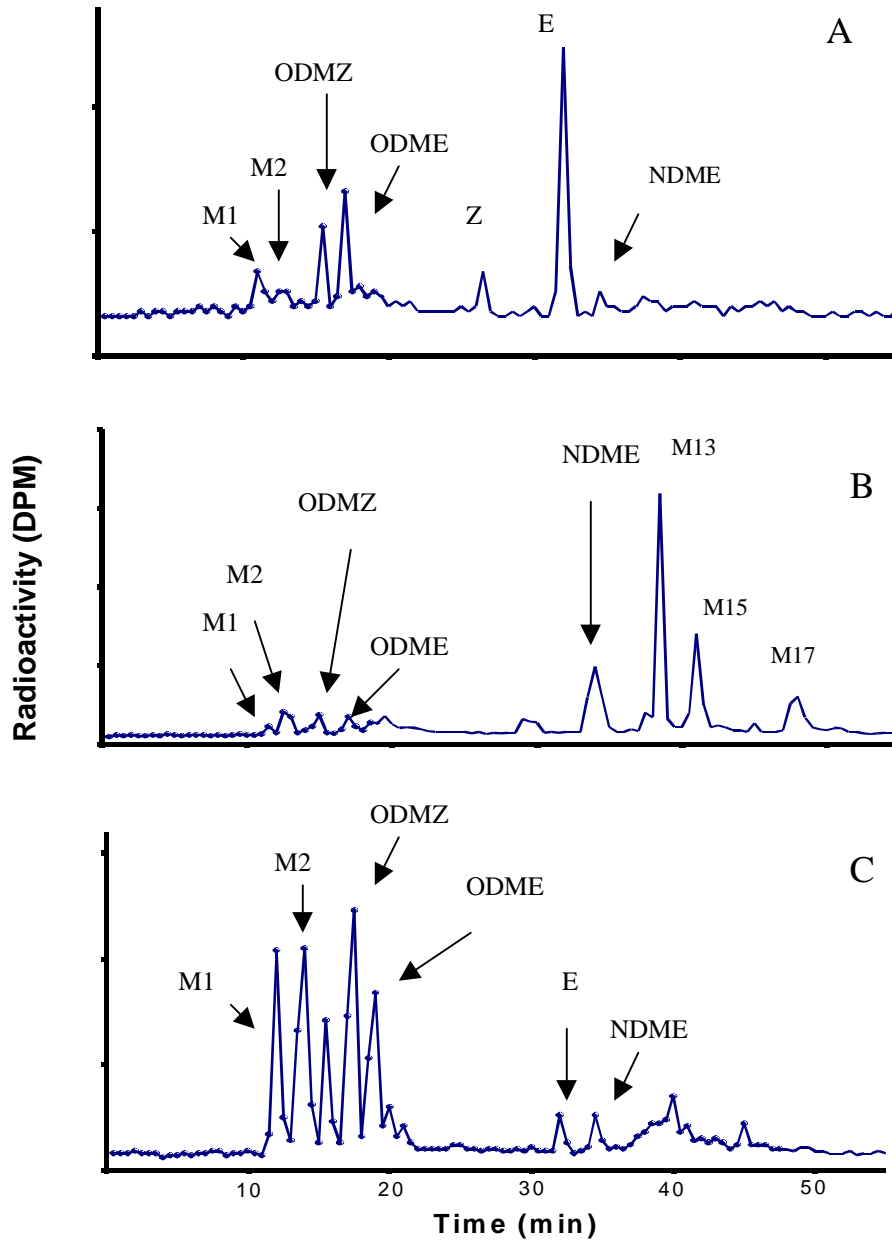 E
A
ODMZ
ODME
M2
NDME
M1
Z
M13
NDME
B
ODMZ
M2
M15
M1
ODME
M17
Radioactivity (DPM)
ODMZ
M2
C
ODME
M1
E
NDME
10 20 30 40 50
Time (min)